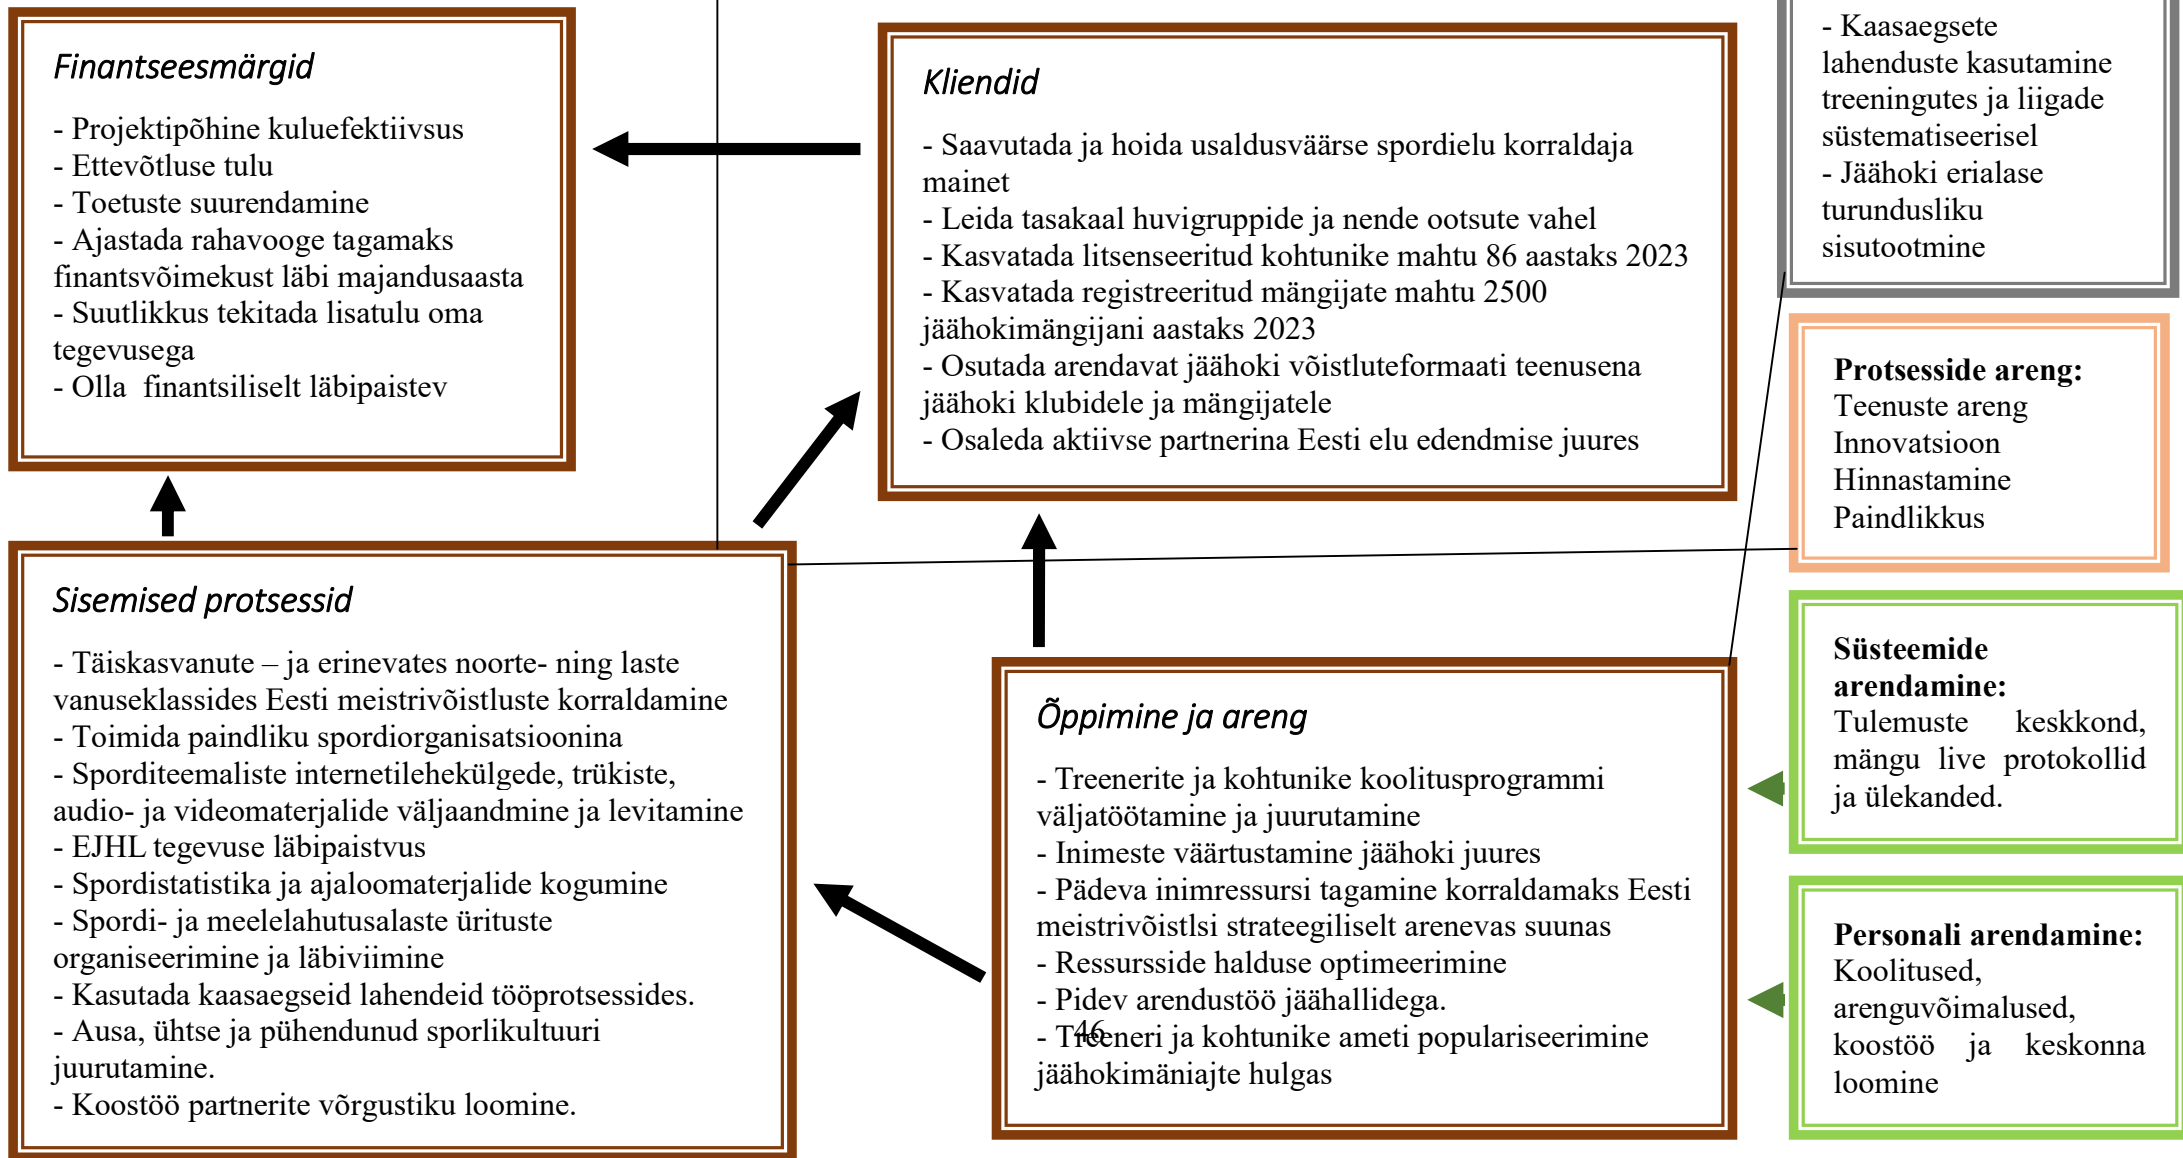 Finantseesmärgid
- Projektipõhine kuluefektiivsus
- Ettevõtluse tulu
- Toetuste suurendamine
- Ajastada rahavooge tagamaks
finantsvõimekust läbi majandusaasta
- Suutlikkus tekitada lisatulu oma
tegevusega
- Olla  finantsiliselt läbipaistev
Kliendid
- Saavutada ja hoida usaldusväärse spordielu korraldaja
mainet
- Leida tasakaal huvigruppide ja nende ootsute vahel
- Kasvatada litsenseeritud kohtunike mahtu 86 aastaks 2023
- Kasvatada registreeritud mängijate mahtu 2500
jäähokimängijani aastaks 2023
- Osutada arendavat jäähoki võistluteformaati teenusena
jäähoki klubidele ja mängijatele
- Osaleda aktiivse partnerina Eesti elu edendmise juures
- Kaasaegsete
lahenduste kasutamine
treeningutes ja liigade
süstematiseerisel
- Jäähoki erialase
turundusliku
sisutootmine
Protsesside areng:
Teenuste areng
Innovatsioon
Hinnastamine
Paindlikkus
Sisemised protsessid
- Täiskasvanute – ja erinevates noorte- ning laste
vanuseklassides Eesti meistrivõistluste korraldamine
- Toimida paindliku spordiorganisatsioonina
- Sporditeemaliste internetilehekülgede, trükiste,
audio- ja videomaterjalide väljaandmine ja levitamine
- EJHL tegevuse läbipaistvus
- Spordistatistika ja ajaloomaterjalide kogumine
- Spordi- ja meelelahutusalaste ürituste
organiseerimine ja läbiviimine
- Kasutada kaasaegseid lahendeid tööprotsessides.
- Ausa, ühtse ja pühendunud sporlikultuuri
juurutamine.
- Koostöö partnerite võrgustiku loomine.
Õppimine ja areng
- Treenerite ja kohtunike koolitusprogrammi
väljatöötamine ja juurutamine
- Inimeste väärtustamine jäähoki juures
- Pädeva inimressursi tagamine korraldamaks Eesti
meistrivõistlsi strateegiliselt arenevas suunas
- Ressursside halduse optimeerimine
- Pidev arendustöö jäähallidega.
46
- Treeneri ja kohtunike ameti populariseerimine
jäähokimäniajte hulgas
Süsteemide
arendamine:
Tulemuste keskkond,
mängu live protokollid
ja ülekanded.
Personali arendamine:
Koolitused,
arenguvõimalused,
koostöö ja keskonna
loomine